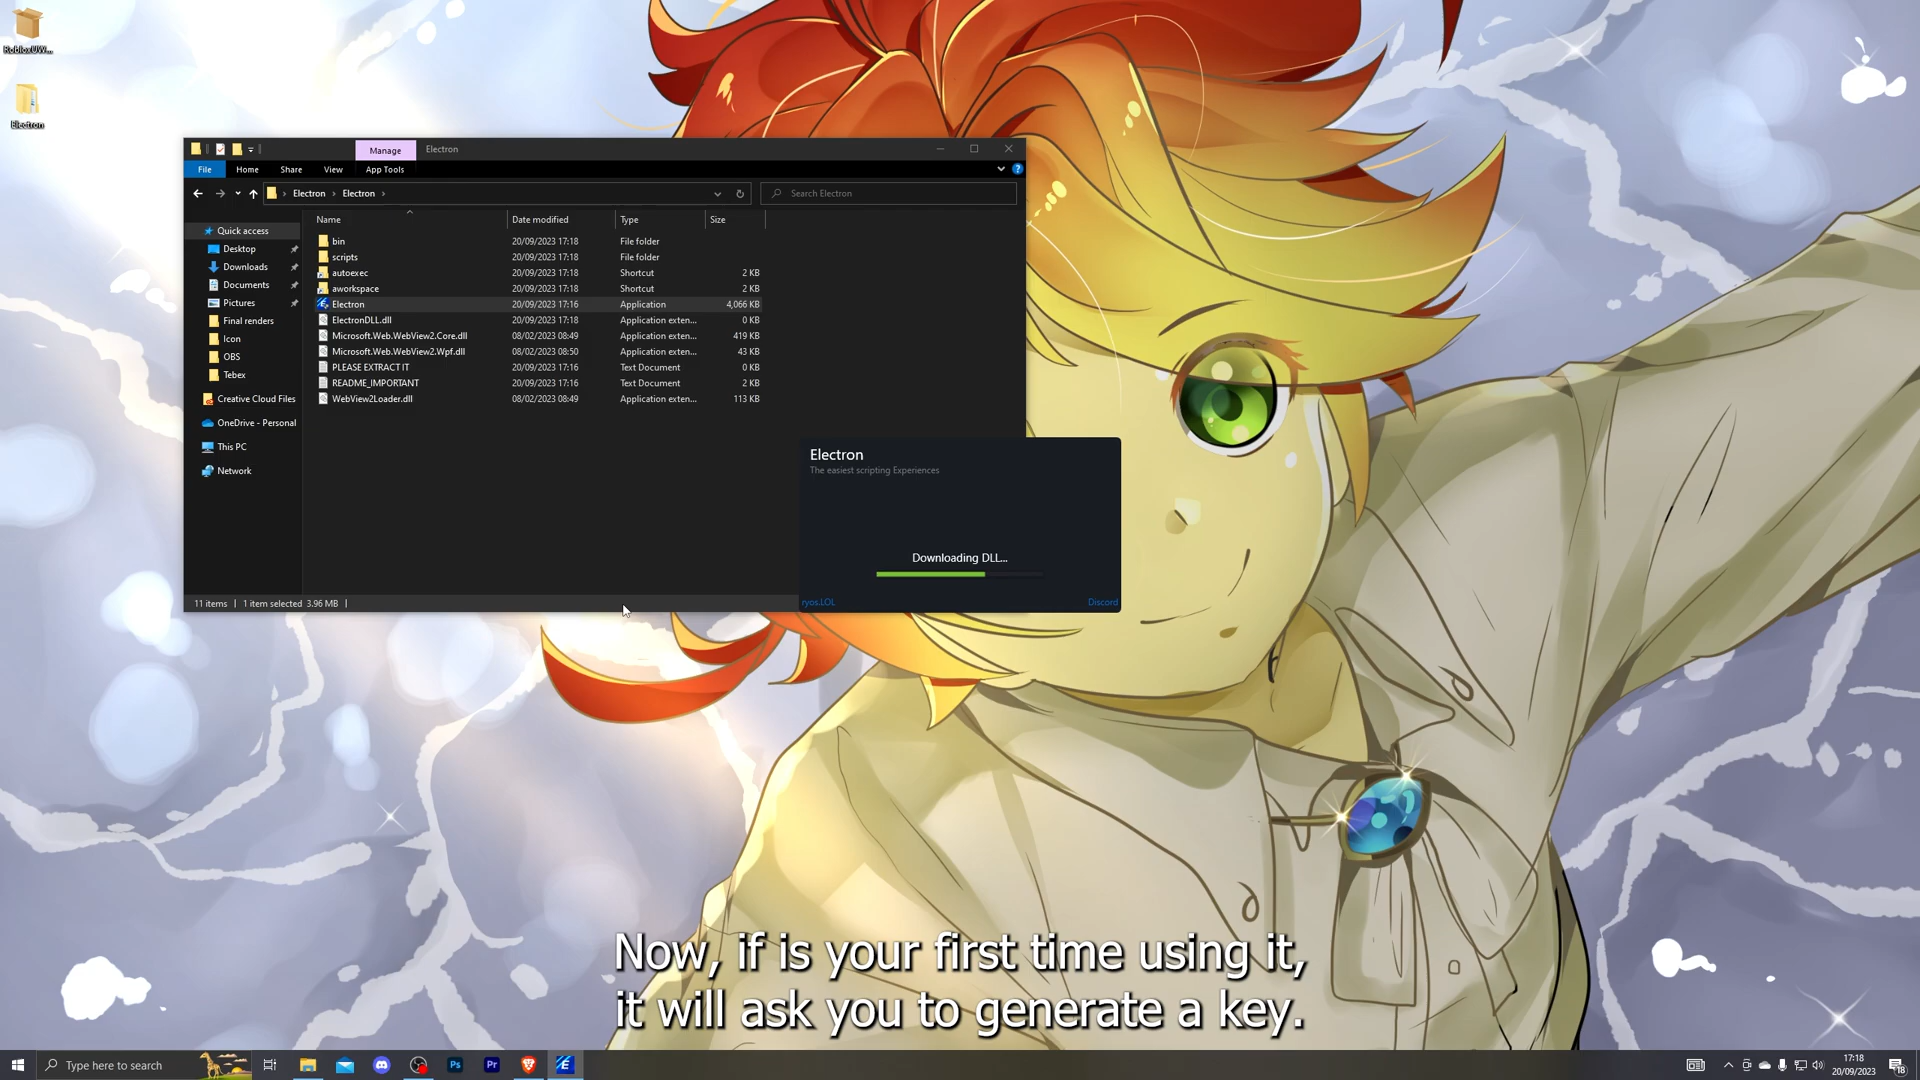 RobloxUW...
Electron
Manage
Electron
File
Home
Share
View
App Tools
Electron
Electron
Search Electron
Name
Date modified
Type
Size
Quick access
Desktop
Downloads
Documents
Pictures
Final renders
Icon
OBS
Tebex
Creative Cloud Files
OneDrive - Personal
This PC
Network
bin 20/09/2023 17:18 File folder
scripts 20/09/2023 17:18 File folder
autoexec 20/09/2023 17:18 Shortcut 2 KB
aworkspace 20/09/2023 17:18 Shortcut 2 KB
Electron 20/09/2023 17:16 Application 4,066 KB
ElectronDLL.dll 20/09/2023 17:18 Application exten... 0 KB
Microsoft.Web.WebView2.Core.dll 08/02/2023 08:49 Application exten... 419 KB
Microsoft.Web.WebView2.Wpf.dll 08/02/2023 08:50 Application exten... 43 KB
PLEASE EXTRACT IT 20/09/2023 17:16 Text Document 0 KB
README_IMPORTANT 20/09/2023 17:16 Text Document 2 KB
WebView2Loader.dll 08/02/2023 08:49 Application exten... 113 KB
11 items
1 item selected 3.96 MB
Electron
The easiest scripting Experiences
Downloading DLL...
ryos.LOL
Discord
Now, if is your first time using it,
it will ask you to generate a key.
Type here to search
Ps
Pr
17:18
20/09/2023
18